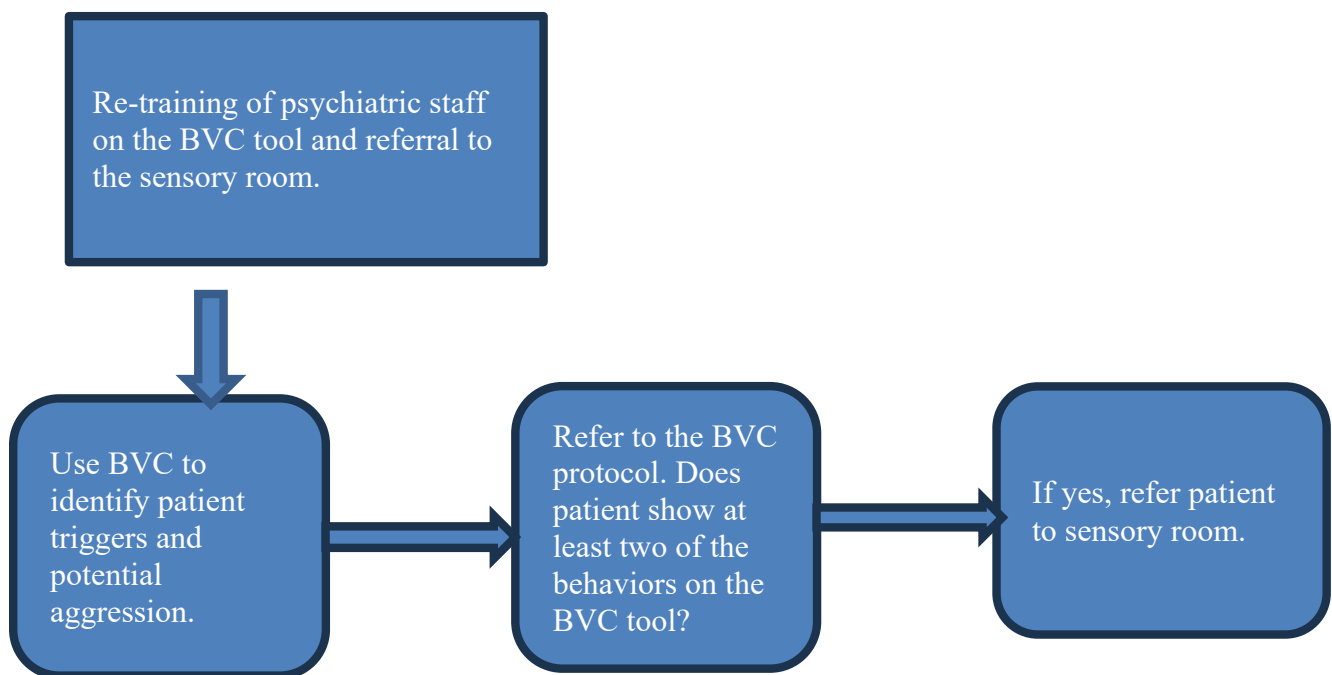 Re-training of psychiatric staff
on the BVC tool and referral to
the sensory room.
Use BVC to
identify patient
triggers and
potential
aggression.
Refer to the BVC
protocol. Does
patient show at
least two of the
behaviors on the
BVC tool?
If yes, refer patient
to sensory room.